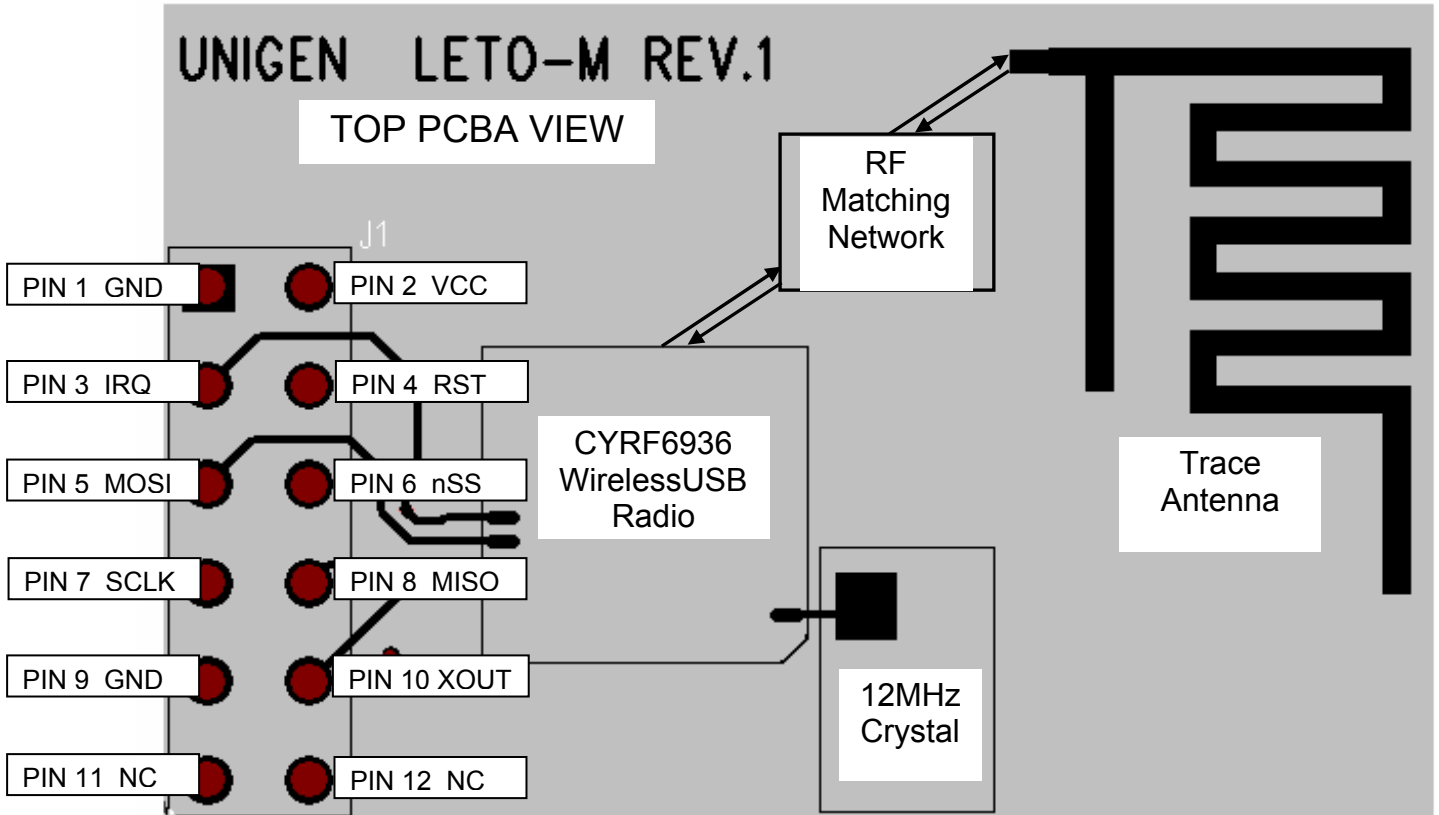 UNIGEN LETO-M REV.1
TOP PCBA VIEW
RF
Matching
Network
J1
PIN 1 GND
PIN 2 VCC
PIN 3 IRQ
PIN 4 RST
CYRF6936
WirelessUSB
Radio
Trace
Antenna
PIN 5 MOSI
PIN 6 nSS
PIN 7 SCLK
PIN 8 MISO
PIN 9 GND
PIN 10 XOUT
12MHz
Crystal
PIN 11 NC
PIN 12 NC